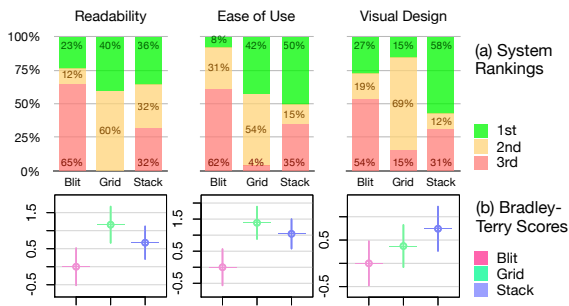 Readability Ease of Use Visual Design
100% 23% 40% 36% 8% 42% 50% 27% 15% 58%
(a) System
Rankings
75% 12% 31% 19%
50% 32% 15% 69% 12%
25% 60% 54%
1st
2nd
3rd
0% 65% 32% 62% 4% 35% 54% 15% 31%
Blit Grid Stack Blit Grid Stack Blit Grid Stack
(b) Bradley-
Terry Scores
1.5 1.5
0.5 0.5 0.5
-0.5 -0.5 -0.5
Blit
Grid
Stack